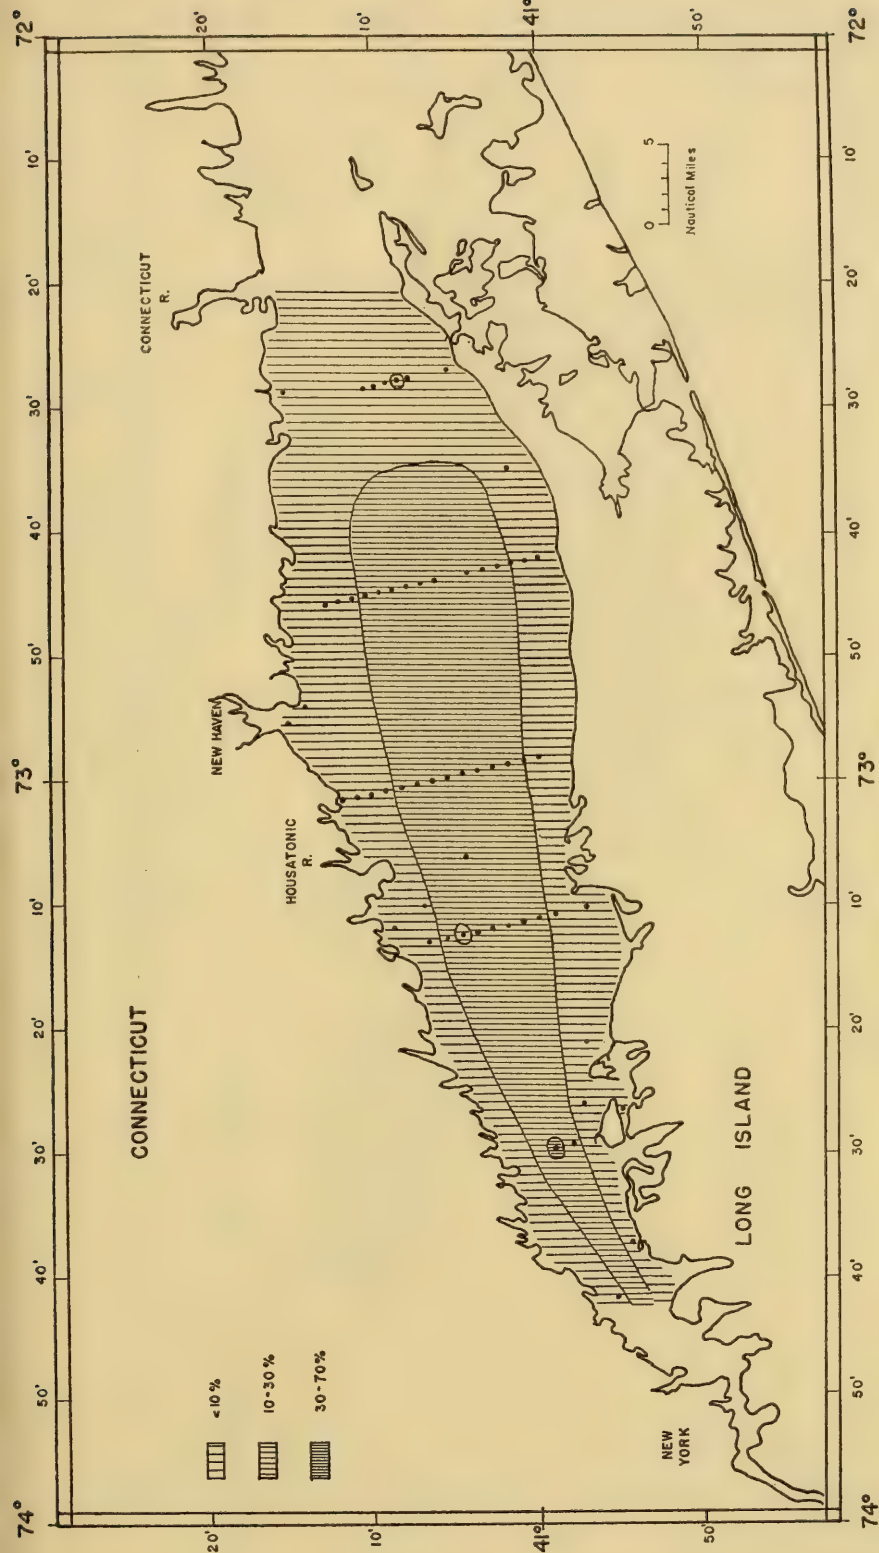 74° 50' 40' 30' 20' 10' 73° 50' 40' 30' 20' 10' 72°
20'
20'
CONNECTICUT
CONNECTICUT
R.
<10%
10-30%
30-70%
NEW HAVEN
HOUSATONIC
R.
10'
10'
41°
41°
0 5
Nautical Miles
NEW
YORK
LONG ISLAND
50'
50'
74° 50' 40' 30' 20' 10' 73° 50' 40' 30' 20' 10' 72°